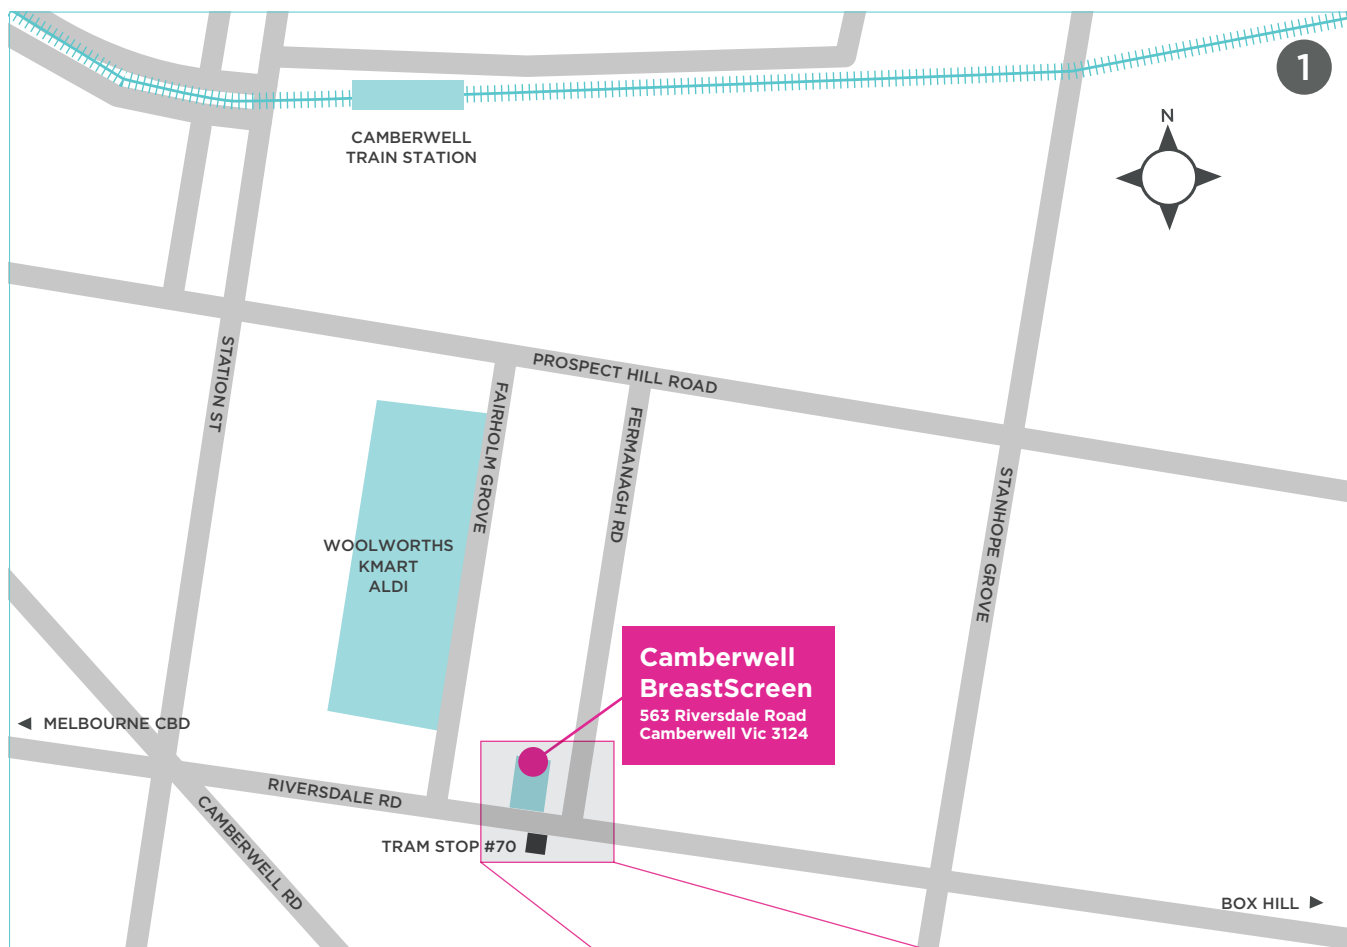 1
CAMBERWELL
TRAIN STATION
N
PROSPECT HILL ROAD
STATION ST
FAIRHOLM GROVE
FERMANAGH RD
STANHOPE GROVE
WOOLWORTHS
KMART
ALDI
Camberwell
BreastScreen
563 Riversdale Road
Camberwell Vic 3124
MELBOURNE CBD
RIVERSDALE RD
CAMBERWELL RD
TRAM STOP #70
BOX HILL